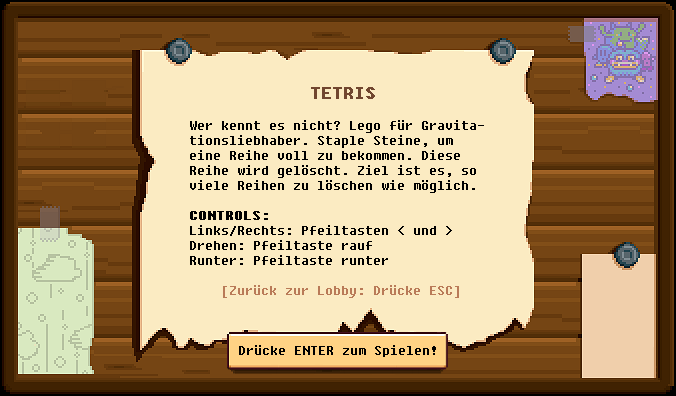 TETRIS
Wer kennt es nicht? Lego für Gravita-
tionsliebhaber. Staple Steine, um
eine Reihe voll zu bekommen. Diese
Reihe wird gelöscht. Ziel ist es, so
viele Reihen zu löschen wie möglich.
CONTROLS:
Links/Rechts: Pfeiltasten < und >
Drehen: Pfeiltaste rauf
Runter: Pfeiltaste runter
[Zurück zur Lobby: Drücke ESC]
Drücke ENTER zum Spielen!